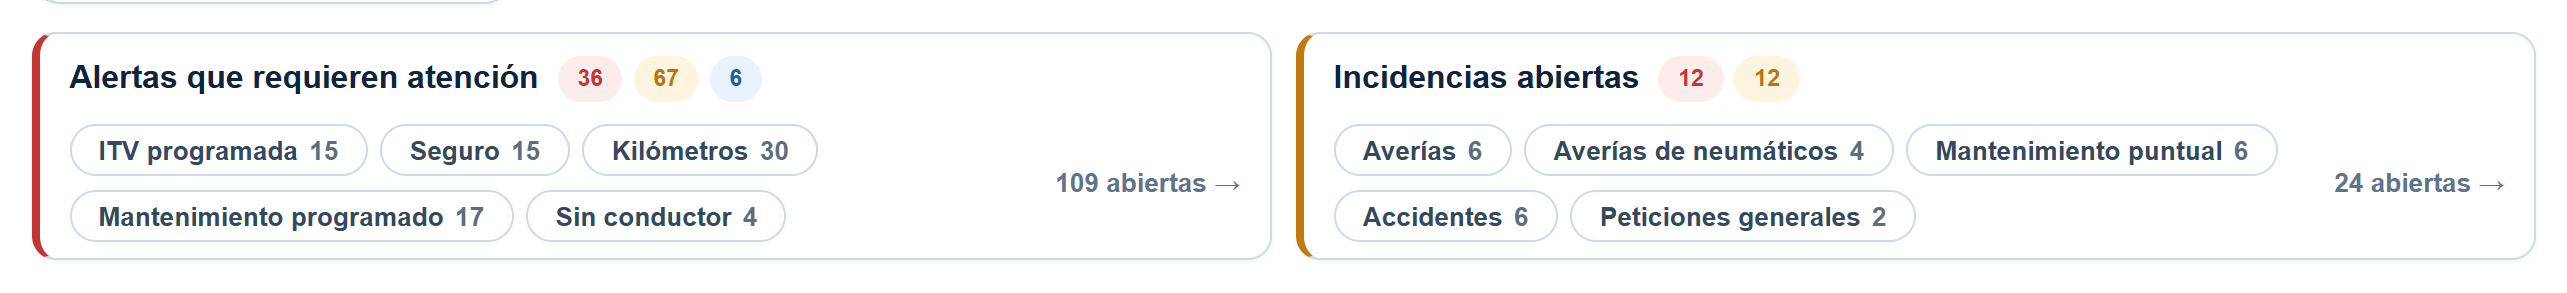 Alertas que requieren atención 36 67 6
ITV programada 15 Seguro 15 Kilómetros 30
109 abiertas →
Mantenimiento programado 17 Sin conductor 4
Incidencias abiertas 12 12
Averías 6 Averías de neumáticos 4 Mantenimiento puntual 6
24 abiertas →
Accidentes 6 Peticiones generales 2